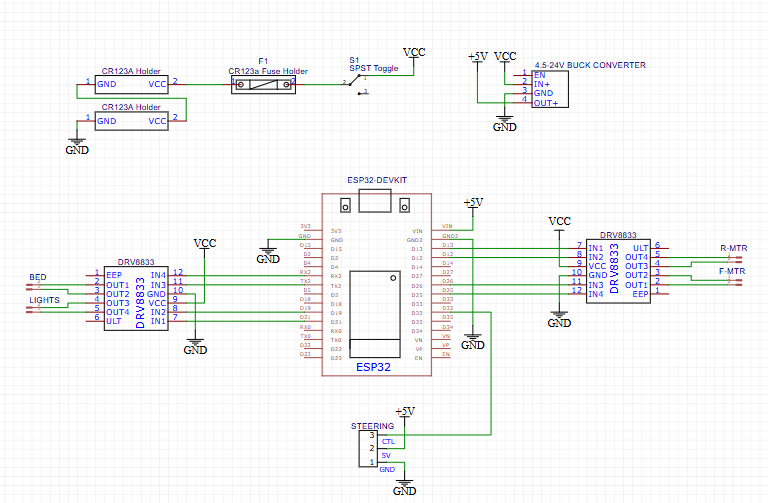 CR123A Holder
1 GND VCC 2
CR123A Holder
1 GND VCC 2
GND
F1
CR123a Fuse Holder
1 2
S1
SPST Toggle
2 1
3
VCC
+5V VCC
4.5-24V BUCK CONVERTER
1 EN
2 IN+
3 GND
4 OUT+
GND
ESP32-DEVKIT
3V3 3V3 VIN VIN
GND GND GND2 GND2
D15 D15 D13 D13
D2 D2 D12 D12
D4 D4 D14 D14
RX2 RX2 D27 D27
TX2 TX2 D26 D26
D5 D5 D25 D25
D18 D18 D33 D33
D19 D19 D32 D32
D21 D21 D35 D35
RX0 RX0 D34 D34
TX0 TX0 VN VN
D22 D22 VP VP
D23 D23 EN EN
ESP32
GND
+5V
GND
VCC
DRV8833
BED
LIGHTS
1 EEP IN4 12
2 OUT1 IN3 11
3 OUT2 GND 10
4 OUT3 VCC 9
5 OUT4 IN2 8
6 ULT IN1 7
DRV8833
GND
VCC
DRV8833
7 IN1 ULT 6
8 IN2 OUT4 5
9 VCC OUT3 4
10 GND OUT2 3
11 IN3 OUT1 2
12 IN4 EEP 1
DRV8833
R-MTR
F-MTR
GND
+5V
STEERING
3 CTL
2 5V
1 GND
GND